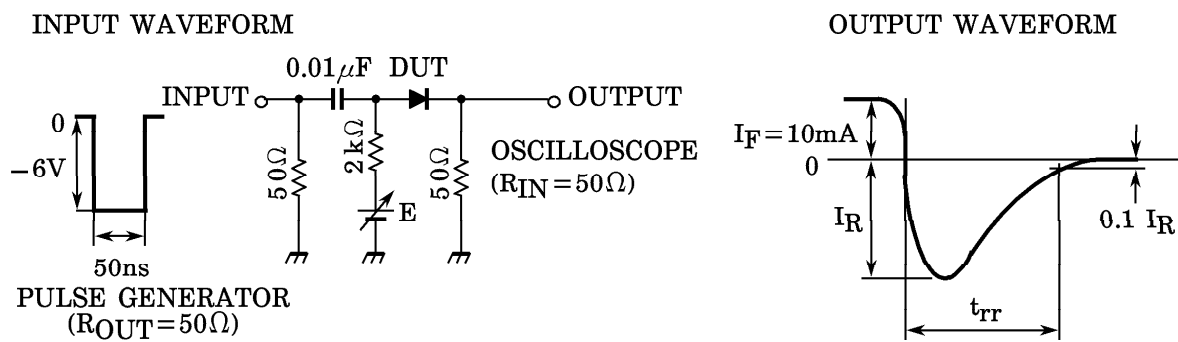 INPUT WAVEFORM
0
−6V
50ns
PULSE GENERATOR
(ROUT=50Ω)
0.01μF DUT
INPUT
OUTPUT
50Ω
2kΩ
E
50Ω
OSCILLOSCOPE
(RIN=50Ω)
OUTPUT WAVEFORM
IF=10mA
0
IR
0.1 IR
trr